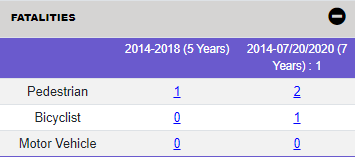 FATALITIES
2014-2018 (5 Years) 2014-07/20/2020 (7
Years) : 1
Pedestrian 1 2
Bicyclist 0 1
Motor Vehicle 0 0